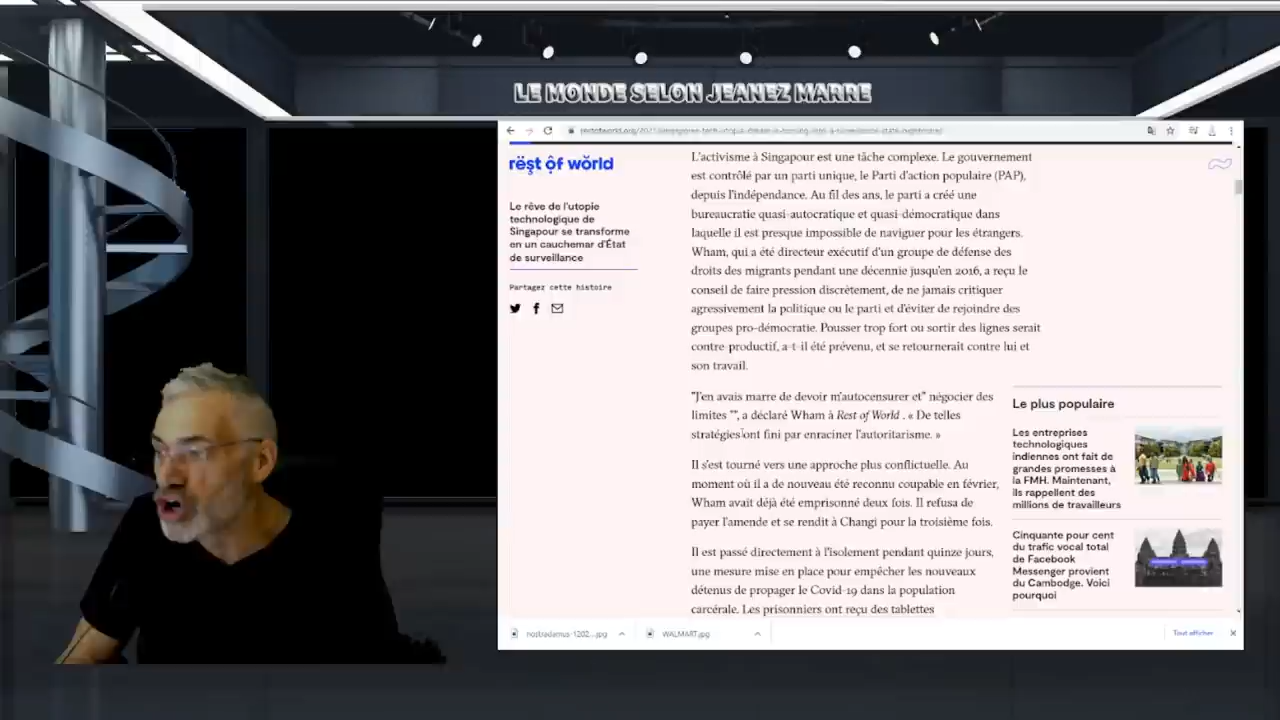 LE MONDE SELON JEANEZ MARRE
rest of world
Le rêve de l'utopie
technologique de
Singapour se transforme
en un cauchemar d'État
de surveillance
Partagez cette histoire
L'activisme à Singapour est une tâche complexe. Le gouvernement
est contrôlé par un parti unique, le Parti d'action populaire (PAP),
depuis l'indépendance. Au fil des ans, le parti a créé une
bureaucratie quasi-autocratique et quasi-démocratique dans
laquelle il est presque impossible de naviguer pour les étrangers.
Wham, qui a été directeur exécutif d'un groupe de défense des
droits des migrants pendant une décennie jusqu'en 2016, a reçu le
conseil de faire pression discrètement, de ne jamais critiquer
agressivement la politique ou le parti et d'éviter de rejoindre des
groupes pro-démocratie. Pousser trop fort ou sortir des lignes serait
contre-productif, a-t-il été prévenu, et se retournerait contre lui et
son travail.
"J'en avais marre de devoir m'autocensurer et" négocier des
limites "", a déclaré Wham à Rest of World . « De telles
stratégies ont fini par enraciner l'autoritarisme. »
Il s'est tourné vers une approche plus conflictuelle. Au
moment où il a de nouveau été reconnu coupable en février,
Wham avait déjà été emprisonné deux fois. Il refusa de
payer l'amende et se rendit à Changi pour la troisième fois.
Il est passé directement à l'isolement pendant quinze jours,
une mesure mise en place pour empêcher les nouveaux
détenus de propager le Covid-19 dans la population
carcérale. Les prisonniers ont reçu des tablettes
Le plus populaire
Les entreprises
technologiques
indiennes ont fait de
grandes promesses à
la FMH. Maintenant,
ils rappellent des
millions de travailleurs
Cinquante pour cent
du trafic vocal total
de Facebook
Messenger provient
du Cambodge. Voici
pourquoi
nostradamus-1202...jpg
WALMART.jpg
Tout afficher